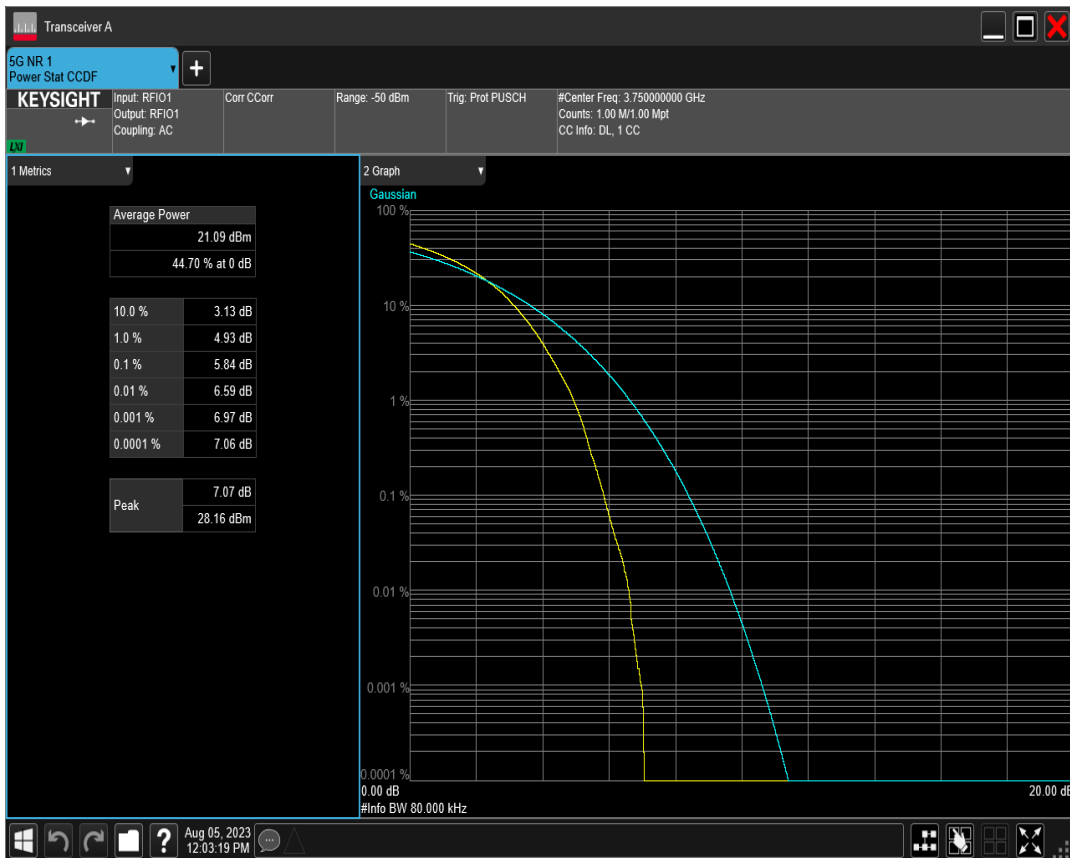 Transceiver A
5G NR 1
Power Stat CCDF
+
KEYSIGHT
LXI
Input: RFIO1
Output: RFIO1
Coupling: AC
Corr CCorr
Range: -50 dBm
Trig: Prot PUSCH
#Center Freq: 3.750000000 GHz
Counts: 1.00 M/1.00 Mpt
CC Info: DL, 1 CC
1 Metrics
Average Power
21.09 dBm
44.70 % at 0 dB
10.0 % 3.13 dB
1.0 % 4.93 dB
0.1 % 5.84 dB
0.01 % 6.59 dB
0.001 % 6.97 dB
0.0001 % 7.06 dB
Peak
7.07 dB
28.16 dBm
2 Graph
Gaussian
100 %
10 %
1 %
0.1 %
0.01 %
0.001 %
0.0001 %
0.00 dB 20.00 dB
#Info BW 80.000 kHz
?
Aug 05, 2023
12:03:19 PM